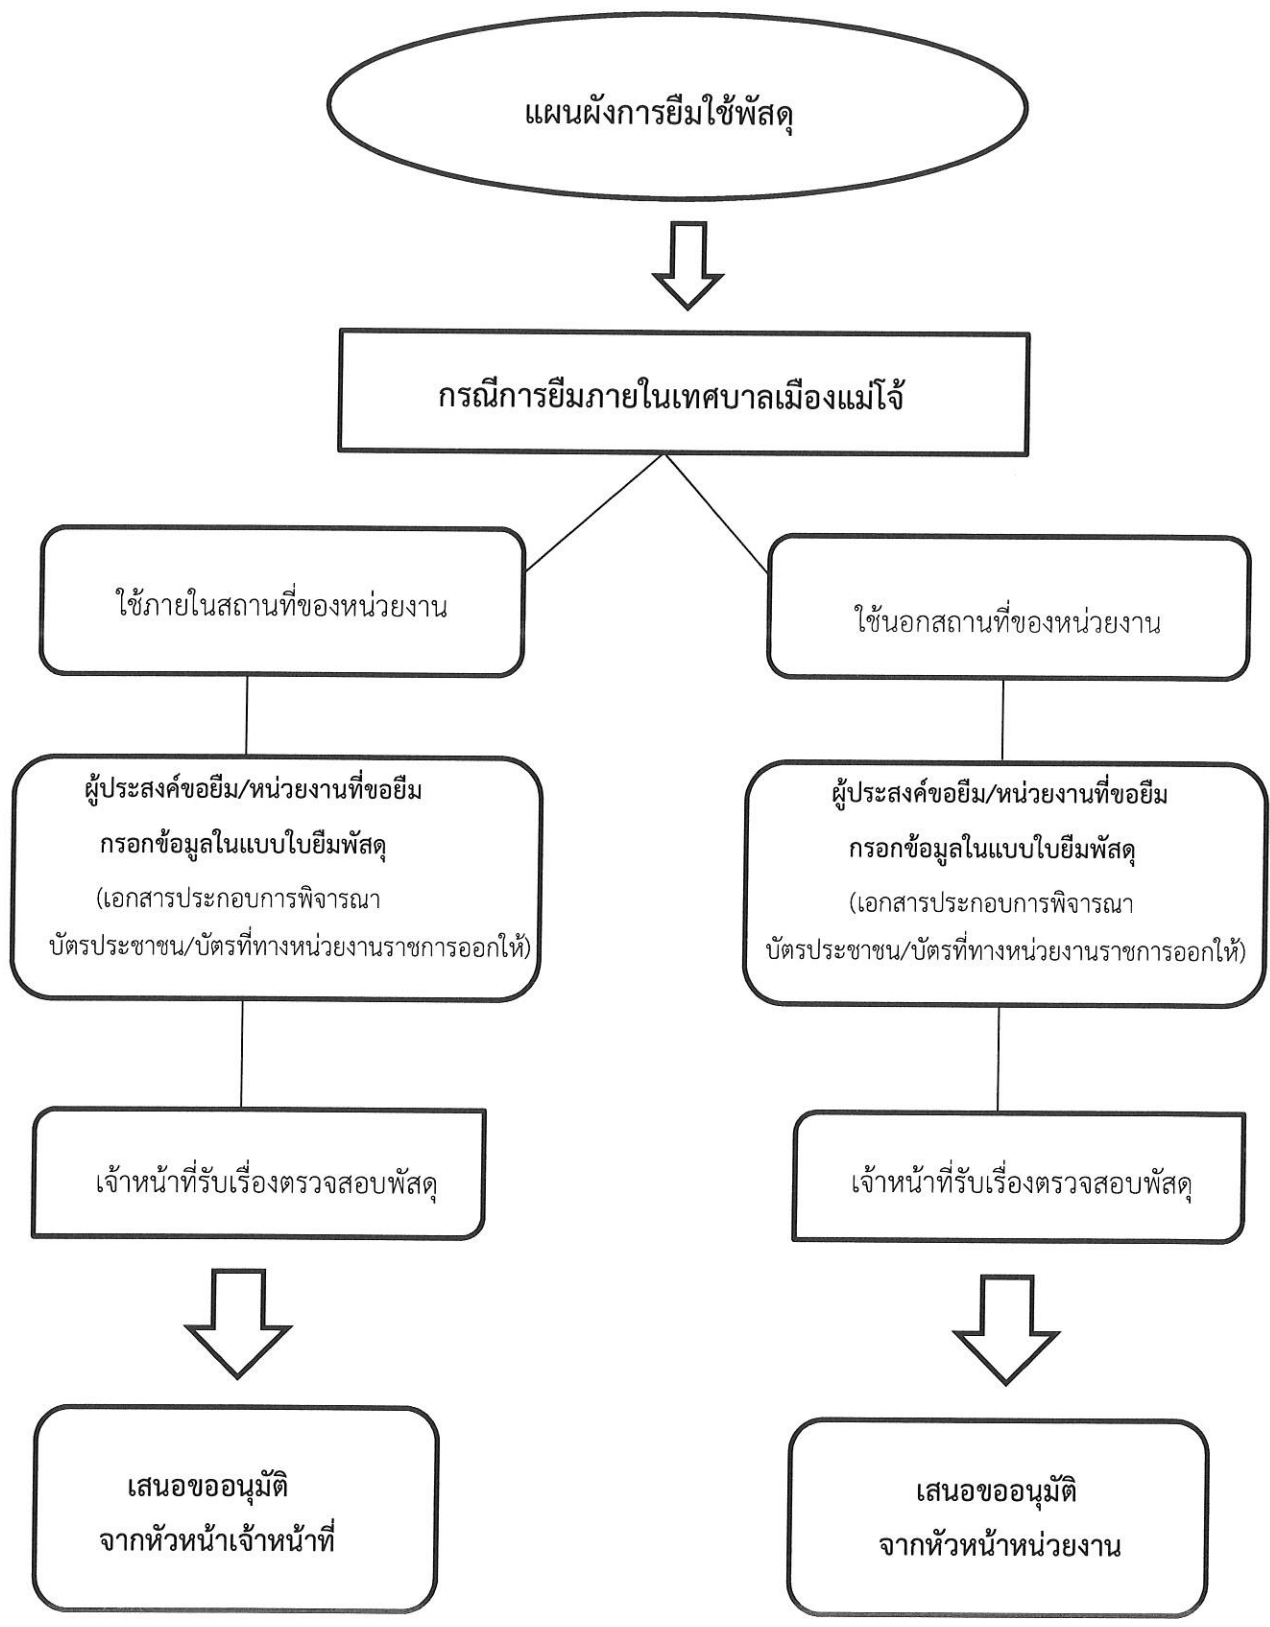 แผนผังการยืมใช้พัสดุ
กรณีการยืมภายในเทศบาลเมืองแม่โจ้
ใช้ภายในสถานที่ของหน่วยงาน
ผู้ประสงค์ขอยืม/หน่วยงานที่ขอยืม
กรอกข้อมูลในแบบใบยืมพัสดุ
(เอกสารประกอบการพิจารณา
บัตรประชาชน/บัตรที่ทางหน่วยงานราชการออกให้)
เจ้าหน้าที่รับเรื่องตรวจสอบพัสดุ
เสนอขออนุมัติ
จากหัวหน้าเจ้าหน้าที่
ใช้นอกสถานที่ของหน่วยงาน
ผู้ประสงค์ขอยืม/หน่วยงานที่ขอยืม
กรอกข้อมูลในแบบใบยืมพัสดุ
(เอกสารประกอบการพิจารณา
บัตรประชาชน/บัตรที่ทางหน่วยงานราชการออกให้)
เจ้าหน้าที่รับเรื่องตรวจสอบพัสดุ
เสนอขออนุมัติ
จากหัวหน้าหน่วยงาน